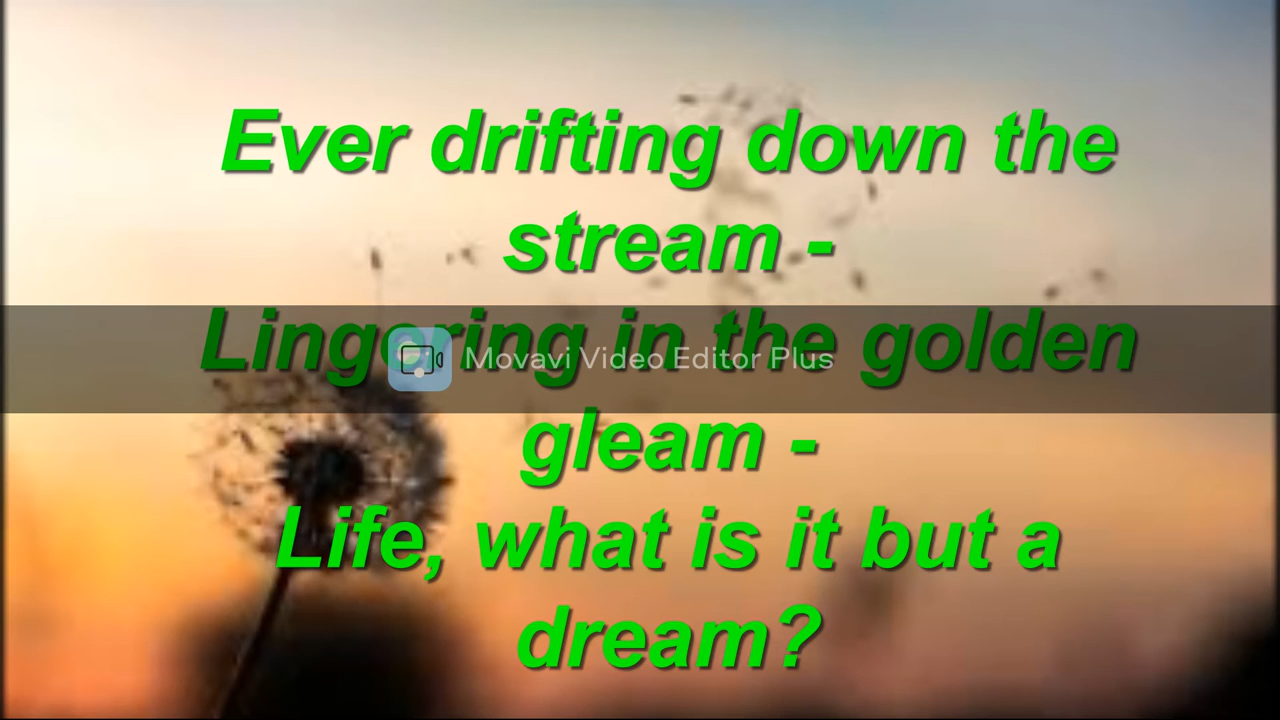 Ever drifting down the
stream -
Lingering in the golden
Movavi Video Editor Plus
gleam -
Life, what is it but a
dream?